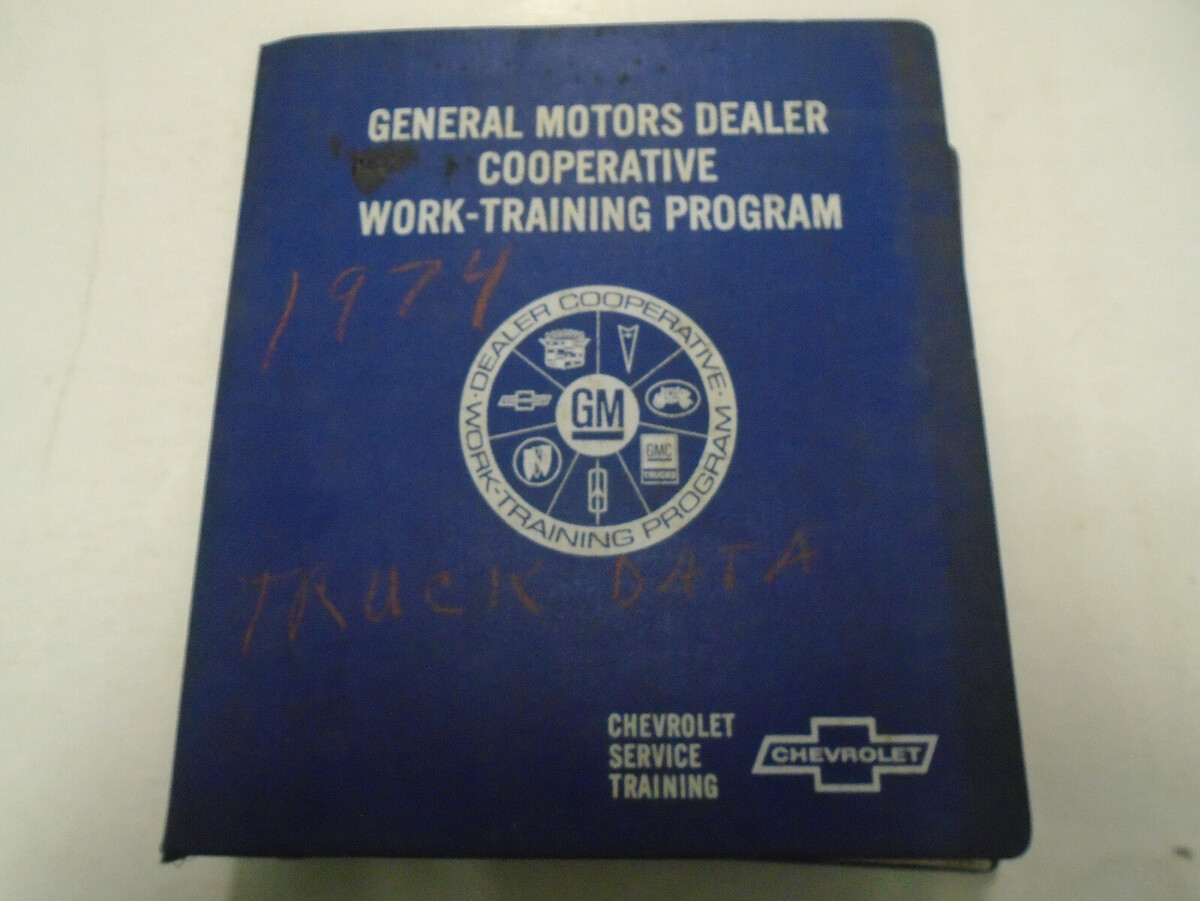 GENERAL MOTORS DEALER
COOPERATIVE
WORK-TRAINING PROGRAM
1974
·DEALER COOPERATIVE·
WORK-TRAINING PROGRAM
GM
GMC
TRUCKS
TRUCK DATA
CHEVROLET
SERVICE
TRAINING
CHEVROLET